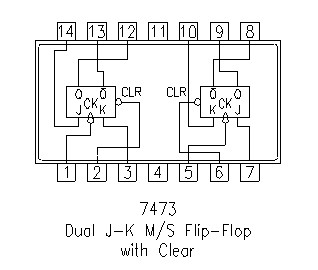 14 13 12 11 10 9 8
Q Q̅ CLR CLR Q̅ Q
J CK K K CK J
1 2 3 4 5 6 7
7473
Dual J-K M/S Flip-Flop
with Clear